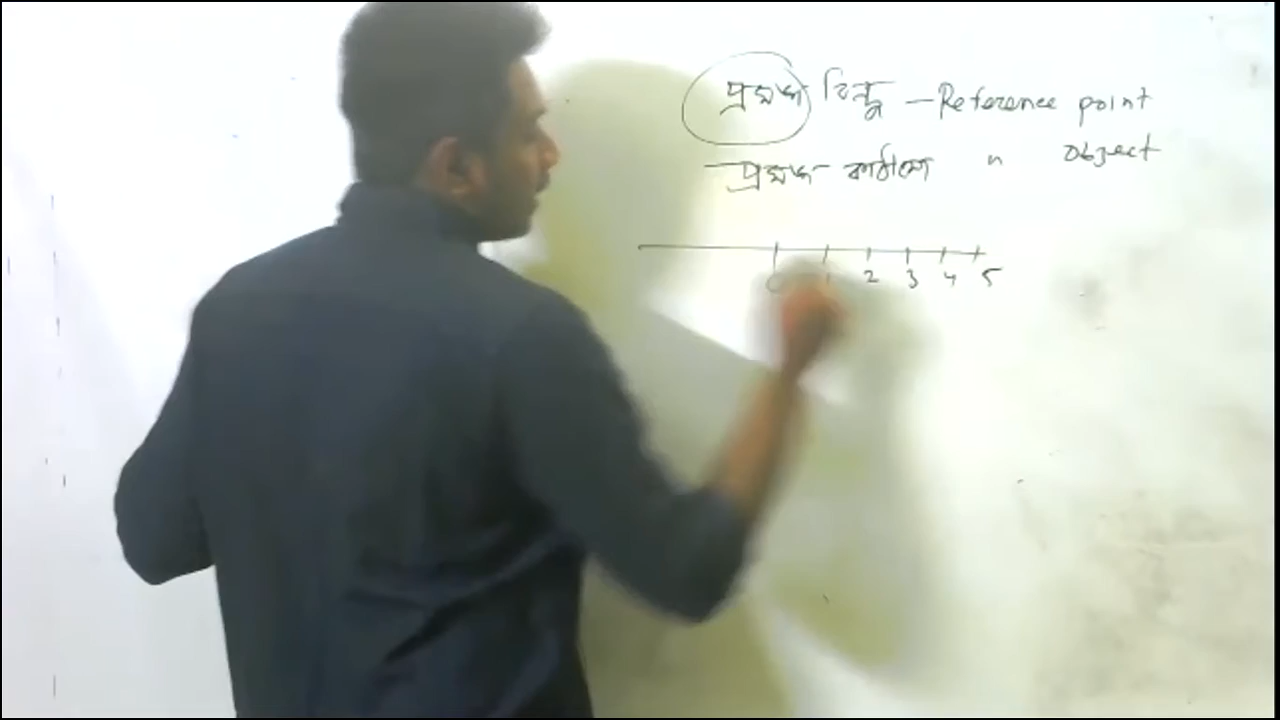 প্রসঙ্গ বিন্দু – Reference point
– প্রসঙ্গ কাঠামো " object
0 1 2 3 4 5